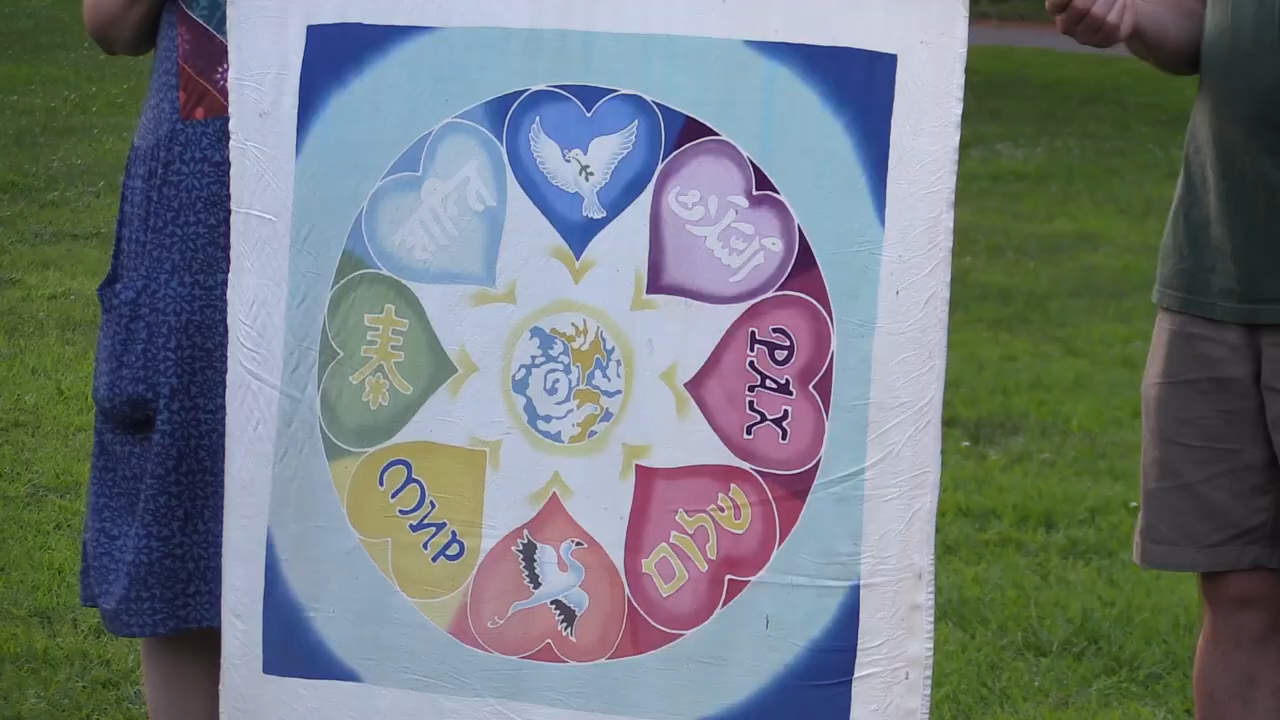 शान्ति
السلام
泰
PAX
Мир
שלום